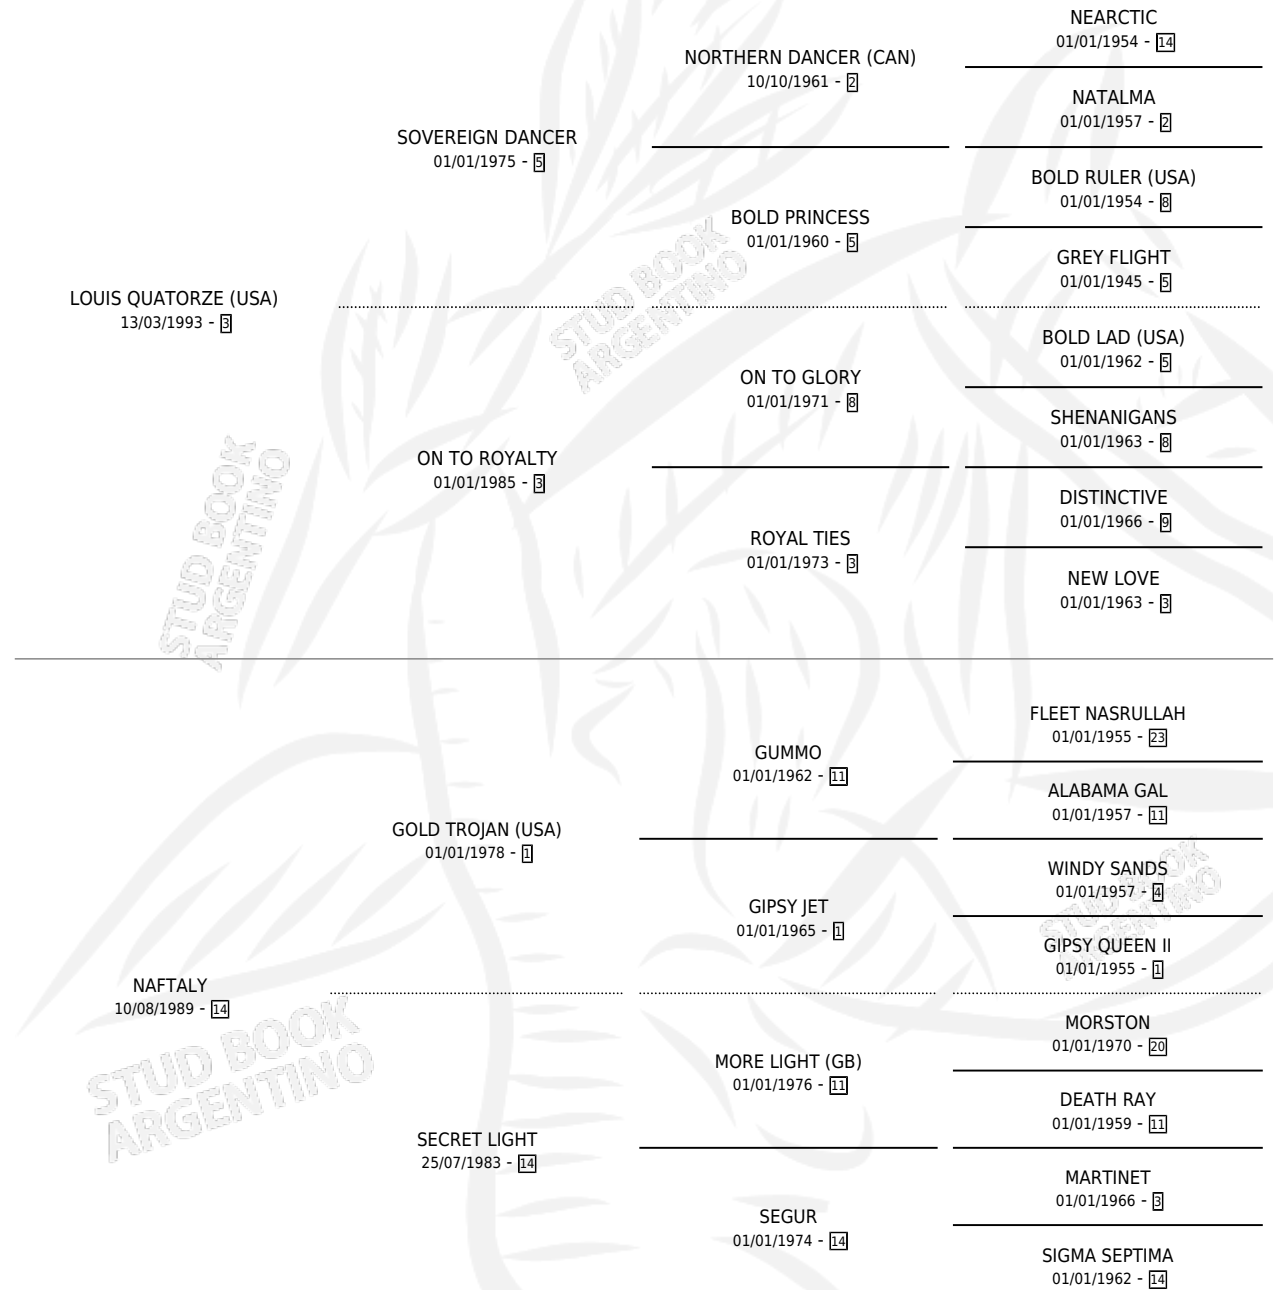 NEARCTIC
01/01/1954 - 14
NORTHERN DANCER (CAN)
10/10/1961 - 2
NATALMA
01/01/1957 - 2
SOVEREIGN DANCER
01/01/1975 - 5
BOLD RULER (USA)
01/01/1954 - 8
BOLD PRINCESS
01/01/1960 - 5
GREY FLIGHT
01/01/1945 - 5
LOUIS QUATORZE (USA)
13/03/1993 - 3
STUD BOOK
ARGENTINO
BOLD LAD (USA)
01/01/1962 - 5
ON TO GLORY
01/01/1971 - 8
SHENANIGANS
01/01/1963 - 8
ON TO ROYALTY
01/01/1985 - 3
DISTINCTIVE
01/01/1966 - 9
ROYAL TIES
01/01/1973 - 3
NEW LOVE
01/01/1963 - 3
STUD BOOK
ARGENTINO
FLEET NASRULLAH
01/01/1955 - 23
GUMMO
01/01/1962 - 11
ALABAMA GAL
01/01/1957 - 11
GOLD TROJAN (USA)
01/01/1978 - 1
WINDY SANDS
01/01/1957 - 4
GIPSY JET
01/01/1965 - 1
STUD BOOK
ARGENTINO
GIPSY QUEEN II
01/01/1955 - 1
NAFTALY
10/08/1989 - 14
STUD BOOK
ARGENTINO
MORSTON
01/01/1970 - 20
MORE LIGHT (GB)
01/01/1976 - 11
DEATH RAY
01/01/1959 - 11
SECRET LIGHT
25/07/1983 - 14
MARTINET
01/01/1966 - 3
SEGUR
01/01/1974 - 14
SIGMA SEPTIMA
01/01/1962 - 14